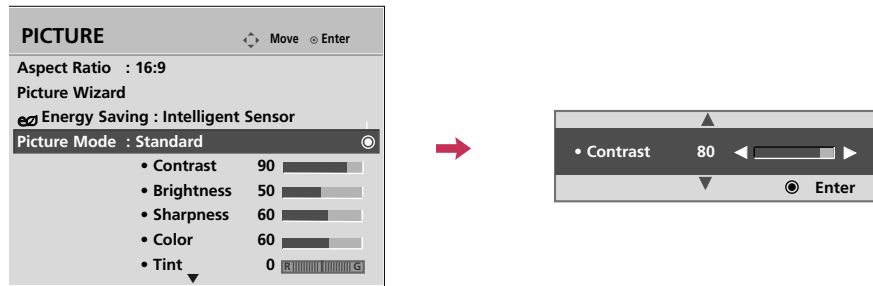 PICTURE Move Enter
Aspect Ratio : 16:9
Picture Wizard
Energy Saving : Intelligent Sensor
Picture Mode : Standard
• Contrast 90
• Brightness 50
• Sharpness 60
• Color 60
• Tint 0 R G
• Contrast 80
Enter